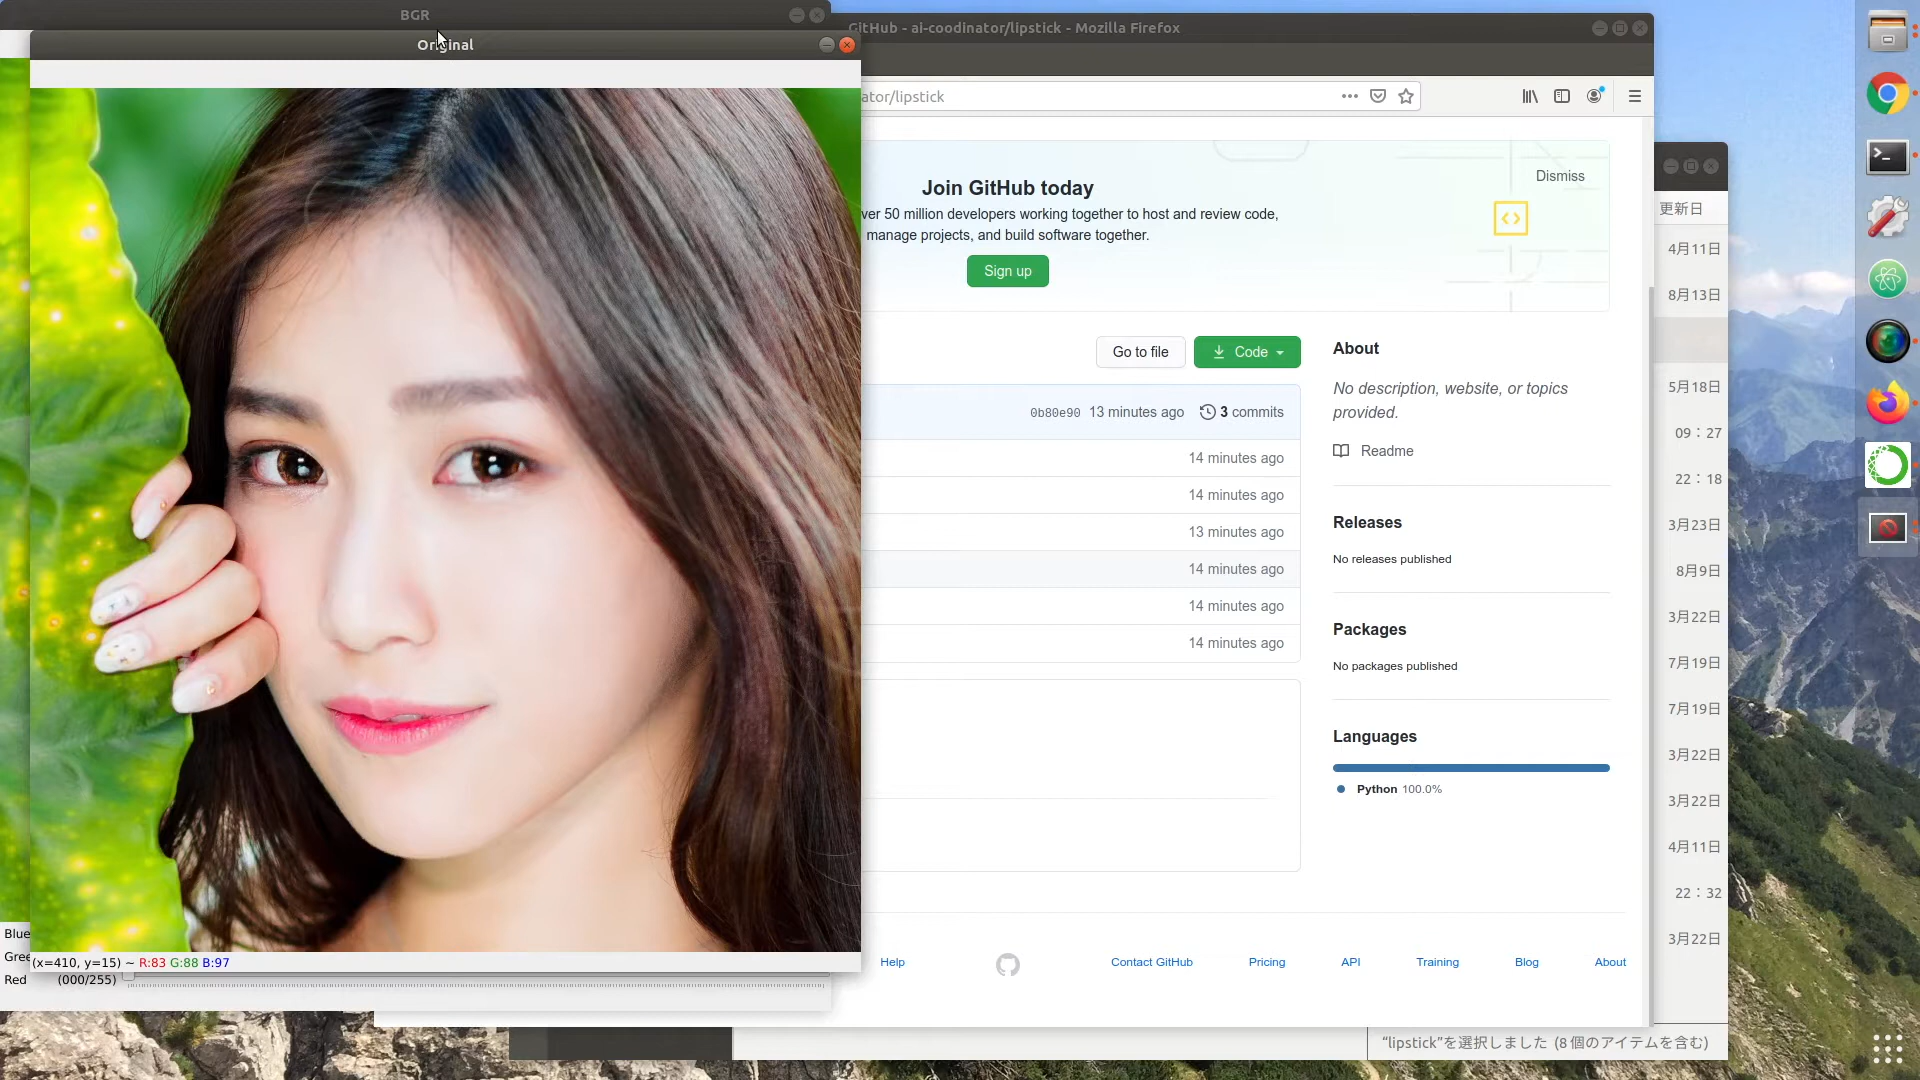 BGR
Original
GitHub - ai-coodinator/lipstick - Mozilla Firefox
ator/lipstick
Join GitHub today
Dismiss
ver 50 million developers working together to host and review code,
manage projects, and build software together.
Sign up
Go to file
Code
0b80e90 13 minutes ago 3 commits
14 minutes ago
14 minutes ago
13 minutes ago
14 minutes ago
14 minutes ago
14 minutes ago
About
No description, website, or topics
provided.
Readme
Releases
No releases published
Packages
No packages published
Languages
Python 100.0%
Help
Contact GitHub
Pricing
API
Training
Blog
About
更新日
4月11日
8月13日
5月18日
09：27
22：18
3月23日
8月9日
3月22日
7月19日
7月19日
3月22日
3月22日
4月11日
22：32
3月22日
“lipstick”を選択しました (8個のアイテムを含む)
Blue
Gree
(x=410, y=15) ~ R:83 G:88 B:97
Red (000/255)